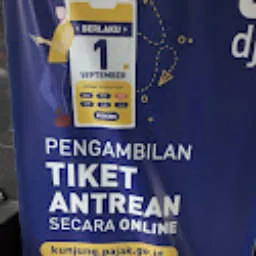 BERLAKU
1
SEPTEMBER
PENGAMBILAN
TIKET
ANTREAN
SECARA ONLINE
kunjung.pajak.go.id